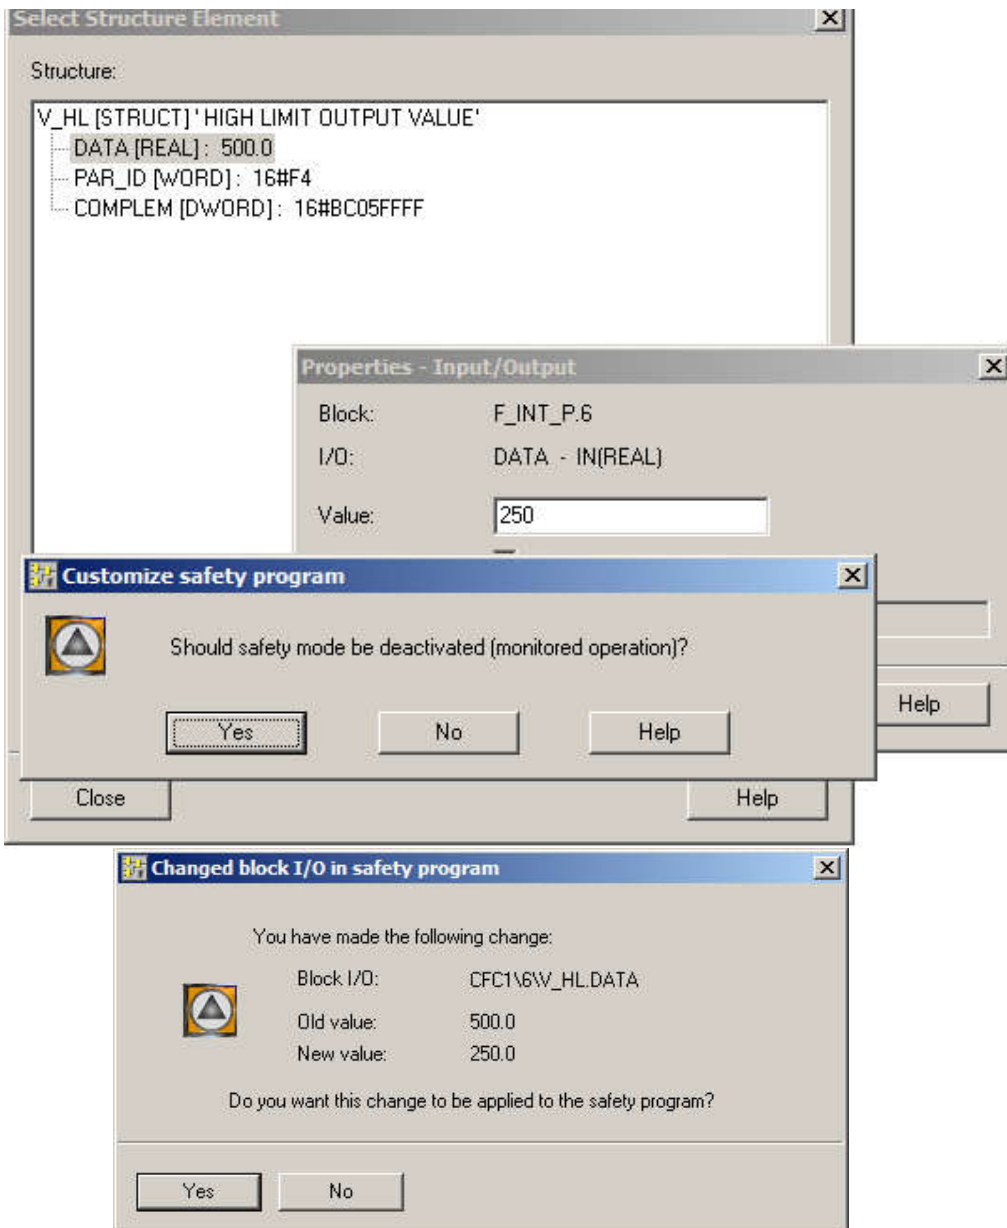 Select Structure Element
Structure:
V_HL [STRUCT] ' HIGH LIMIT OUTPUT VALUE'
DATA [REAL] : 500.0
PAR_ID [WORD] : 16#F4
COMPLEM [DWORD] : 16#BC05FFFF
Properties - Input/Output
Block: F_INT_P.6
I/O: DATA - IN(REAL)
Value: 250
Customize safety program
Should safety mode be deactivated (monitored operation)?
Yes No Help
Help
Close Help
Changed block I/O in safety program
You have made the following change:
Block I/O: CFC1\6\V_HL.DATA
Old value: 500.0
New value: 250.0
Do you want this change to be applied to the safety program?
Yes No